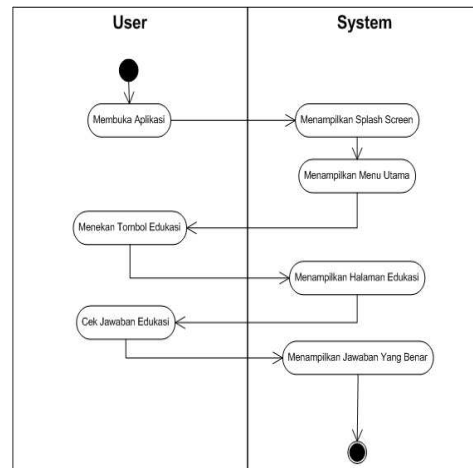 User
System
Membuka Aplikasi
Menampilkan Splash Screen
Menampilkan Menu Utama
Menekan Tombol Edukasi
Menampilkan Halaman Edukasi
Cek Jawaban Edukasi
Menampilkan Jawaban Yang Benar